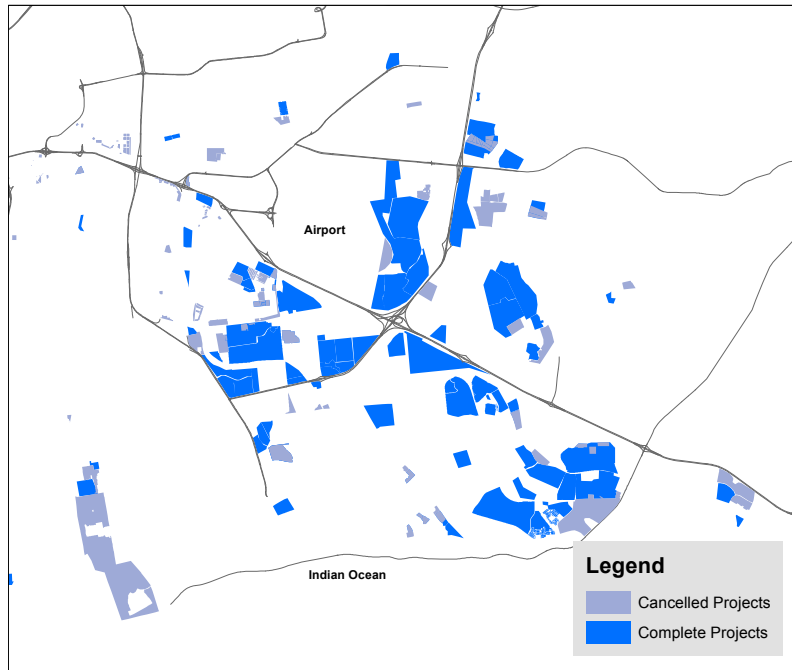 Airport
Indian Ocean
Legend
Cancelled Projects
Complete Projects